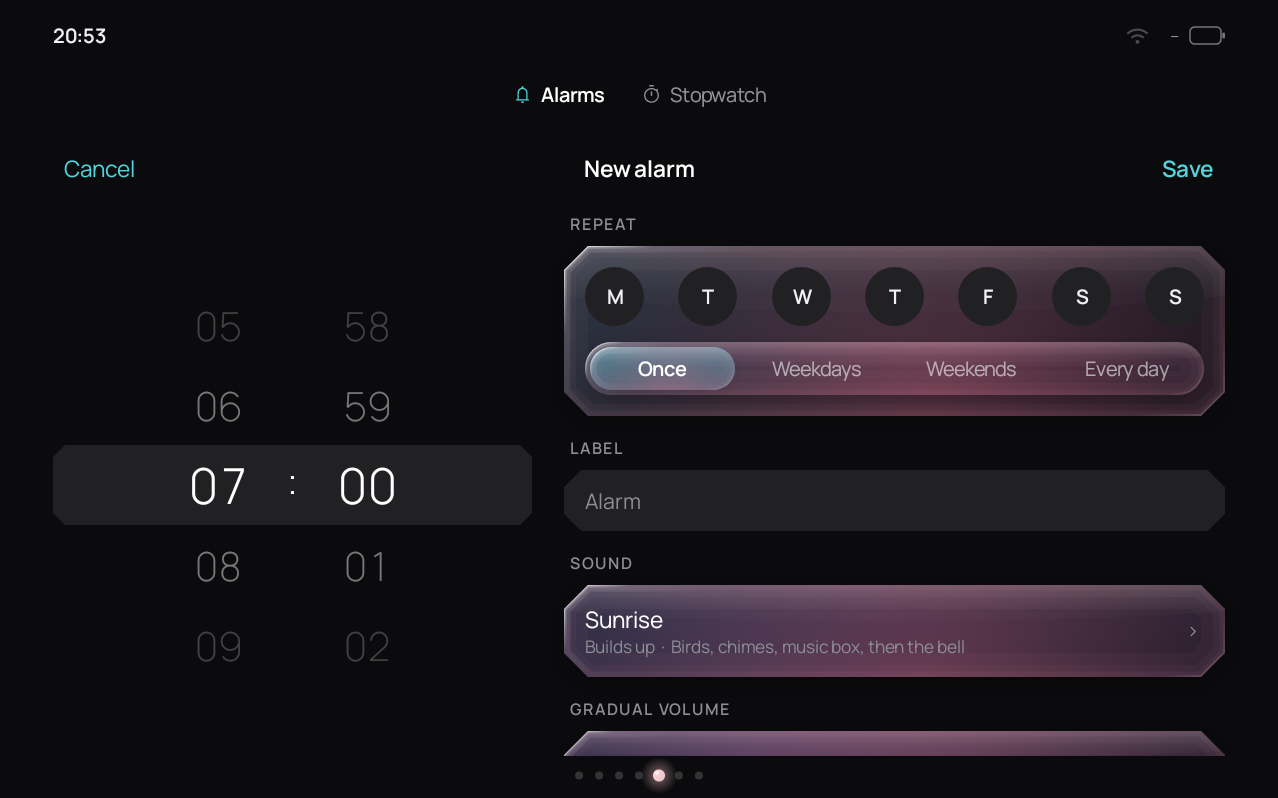 20:53
–
Alarms
Stopwatch
Cancel
New alarm
Save
REPEAT
M T W T F S S
Once Weekdays Weekends Every day
05 58
06 59
07 : 00
08 01
09 02
LABEL
Alarm
SOUND
Sunrise
Builds up · Birds, chimes, music box, then the bell
GRADUAL VOLUME